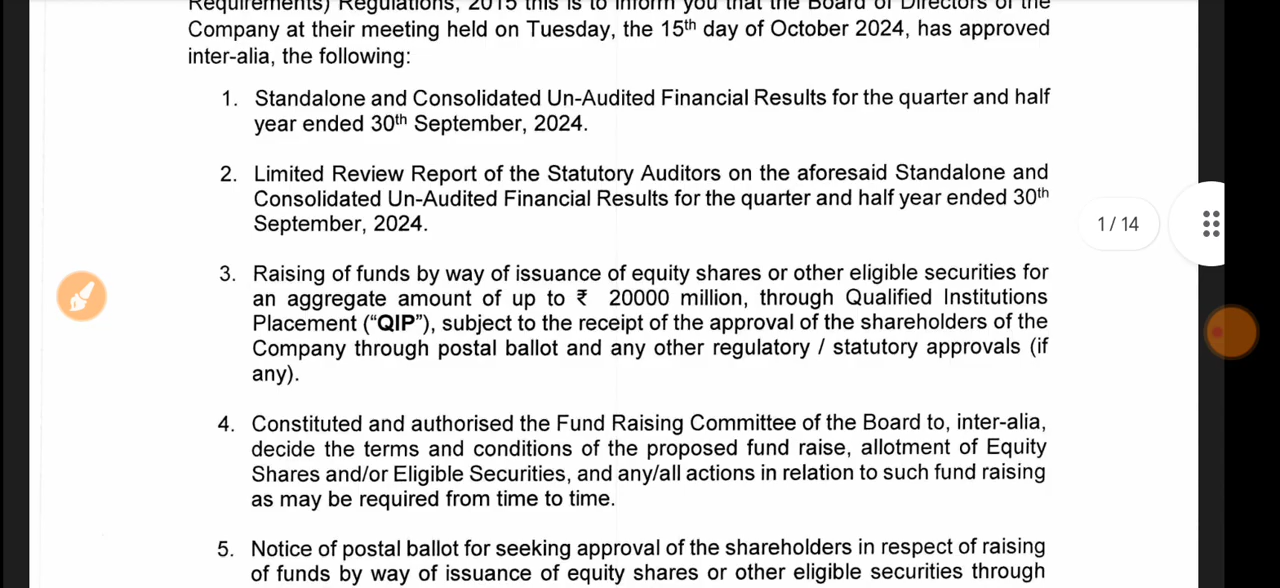 Requirements) Regulations, 2015 this is to inform you that the Board of Directors of the
Company at their meeting held on Tuesday, the 15th day of October 2024, has approved
inter-alia, the following:
1. Standalone and Consolidated Un-Audited Financial Results for the quarter and half
year ended 30th September, 2024.
2. Limited Review Report of the Statutory Auditors on the aforesaid Standalone and
Consolidated Un-Audited Financial Results for the quarter and half year ended 30th
September, 2024.
1 / 14
3. Raising of funds by way of issuance of equity shares or other eligible securities for
an aggregate amount of up to ₹ 20000 million, through Qualified Institutions
Placement (“QIP”), subject to the receipt of the approval of the shareholders of the
Company through postal ballot and any other regulatory / statutory approvals (if
any).
4. Constituted and authorised the Fund Raising Committee of the Board to, inter-alia,
decide the terms and conditions of the proposed fund raise, allotment of Equity
Shares and/or Eligible Securities, and any/all actions in relation to such fund raising
as may be required from time to time.
5. Notice of postal ballot for seeking approval of the shareholders in respect of raising
of funds by way of issuance of equity shares or other eligible securities through